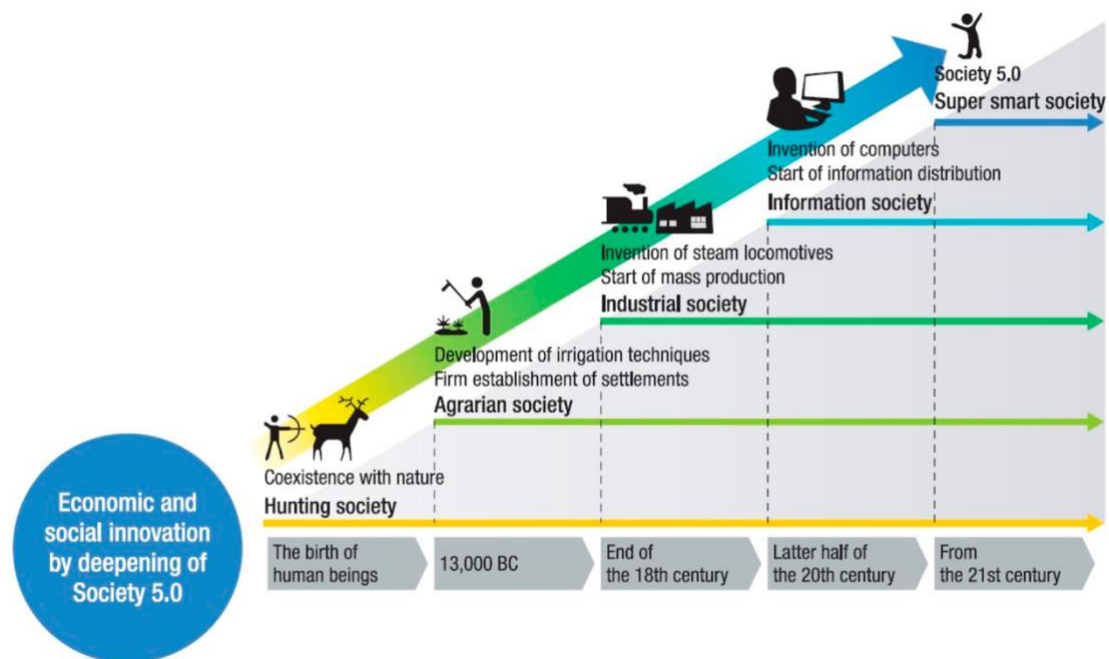 Society 5.0
Super smart society
Invention of computers
Start of information distribution
Information society
Invention of steam locomotives
Start of mass production
Industrial society
Development of irrigation techniques
Firm establishment of settlements
Agrarian society
Coexistence with nature
Hunting society
Economic and
social innovation
by deepening of
Society 5.0
The birth of
human beings
13,000 BC
End of
the 18th century
Latter half of
the 20th century
From
the 21st century